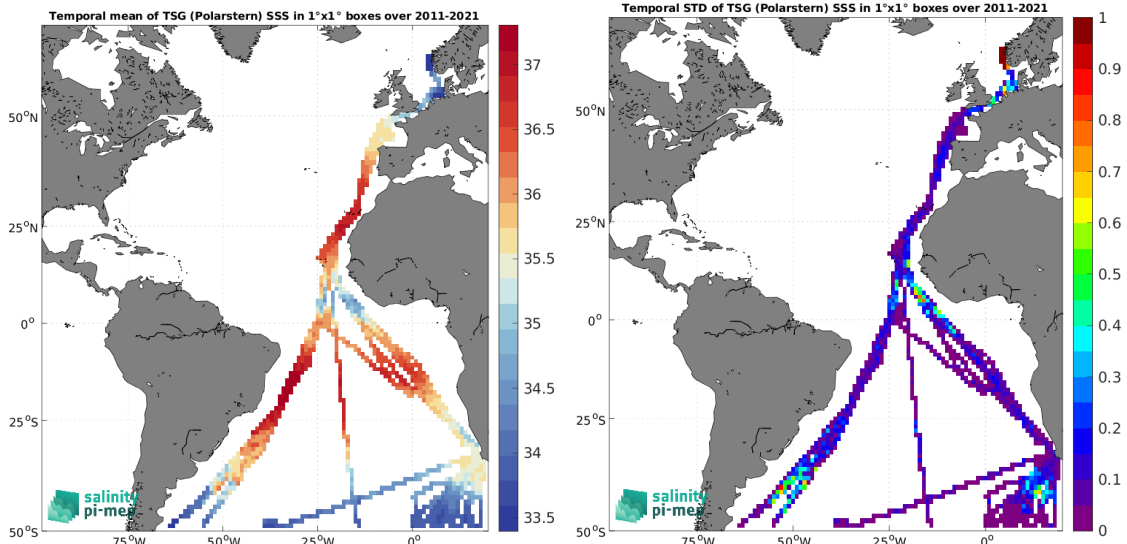 Temporal mean of TSG (Polarstern) SSS in 1°x1° boxes over 2011-2021
50°N
25°N
0°
25°S
50°S
75°W
50°W
25°W
0°
37
36.5
36
35.5
35
34.5
34
33.5
salinity
pi-mep
Temporal STD of TSG (Polarstern) SSS in 1°x1° boxes over 2011-2021
50°N
25°N
0°
25°S
50°S
75°W
50°W
25°W
0°
1
0.9
0.8
0.7
0.6
0.5
0.4
0.3
0.2
0.1
0
salinity
pi-mep